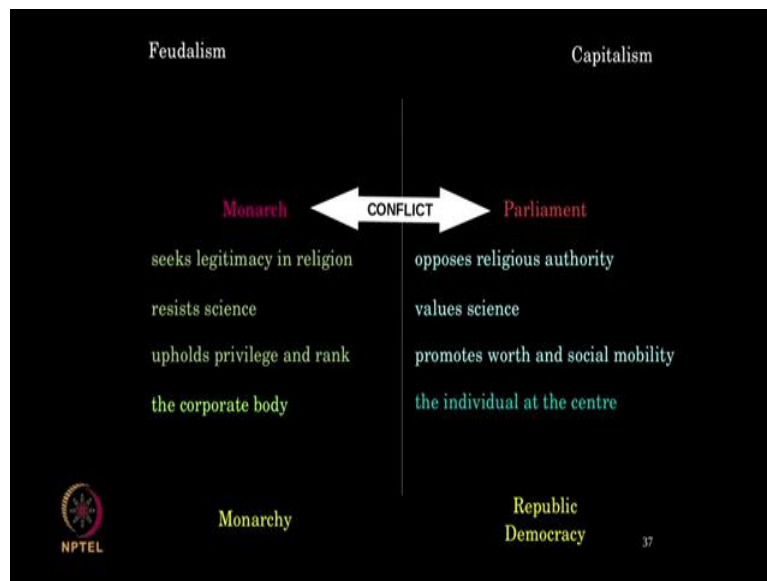 Feudalism
Capitalism
Monarch
CONFLICT
Parliament
seeks legitimacy in religion
opposes religious authority
resists science
values science
upholds privilege and rank
promotes worth and social mobility
the corporate body
the individual at the centre
Monarchy
Republic
Democracy
NPTEL
37